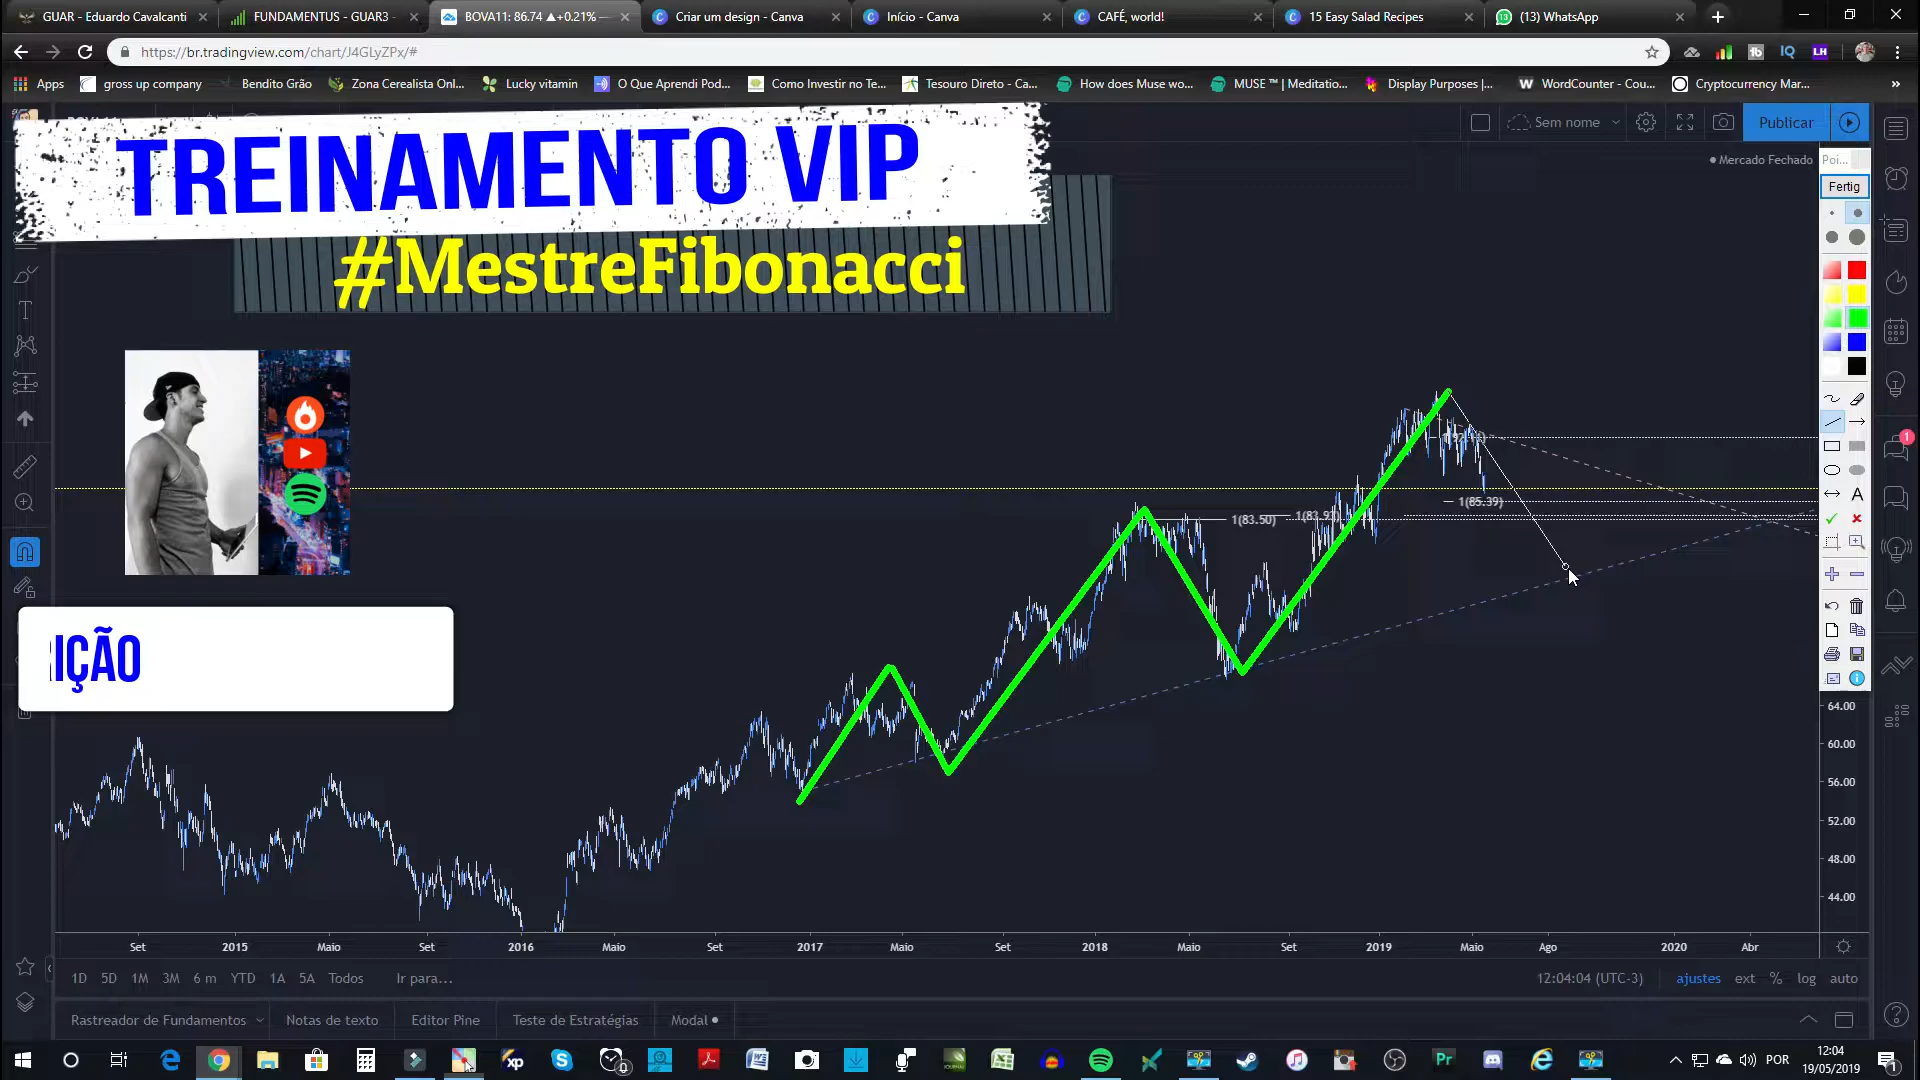 GUAR - Eduardo Cavalcanti
FUNDAMENTUS - GUAR3 -
BOVA11: 86.74 ▲+0.21% —
Criar um design - Canva
Início - Canva
CAFÉ, world!
15 Easy Salad Recipes
(13) WhatsApp
https://br.tradingview.com/chart/J4GLyZPx/#
Apps
gross up company
Bendito Grão
Zona Cerealista Onl...
Lucky vitamin
O Que Aprendi Pod...
Como Investir no Te...
Tesouro Direto - Ca...
How does Muse wo...
MUSE ™ | Meditatio...
Display Purposes |...
WordCounter - Cou...
Cryptocurrency Mar...
»
TREINAMENTO VIP
#MestreFibonacci
Sem nome
Publicar
Mercado Fechado
Poi...
Fertig
1(85.39)
1(83.50)
IÇÃO
64.00
60.00
56.00
52.00
48.00
44.00
Set 2015 Maio Set 2016 Maio Set 2017 Maio Set 2018 Maio Set 2019 Maio Ago 2020 Abr
1D 5D 1M 3M 6 m YTD 1A 5A Todos Ir para...
12:04:04 (UTC-3) ajustes ext % log auto
Rastreador de Fundamentos Notas de texto Editor Pine Teste de Estratégias Modal
POR
12:04
19/05/2019